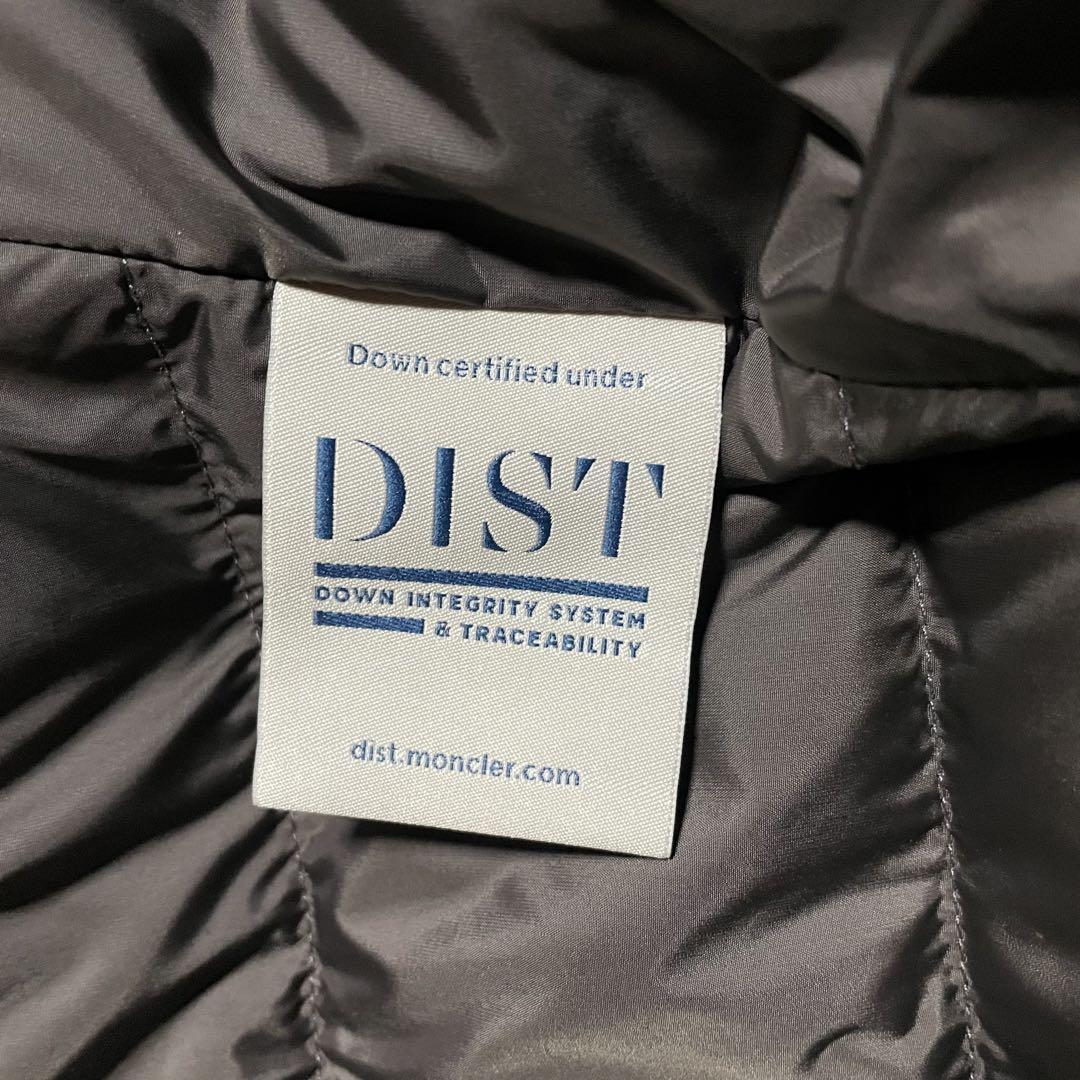 Down certified under
DIST
DOWN INTEGRITY SYSTEM
& TRACEABILITY
dist.moncler.com